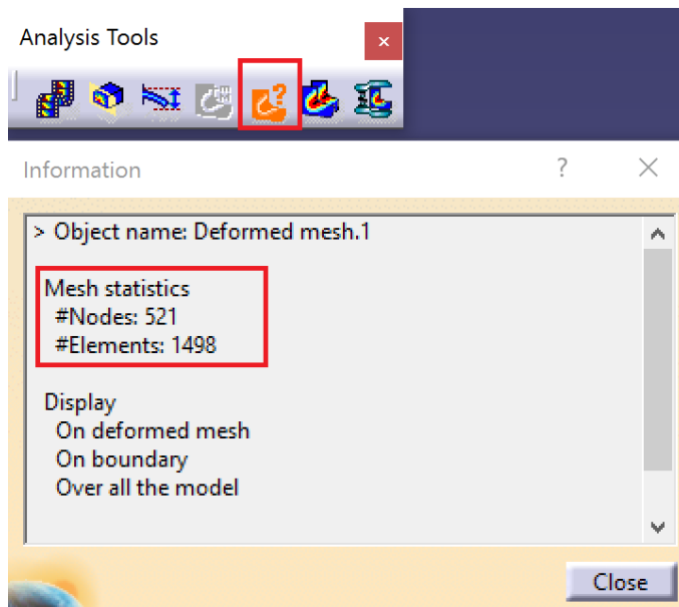 Analysis Tools
Information
> Object name: Deformed mesh.1
Mesh statistics
#Nodes: 521
#Elements: 1498
Display
On deformed mesh
On boundary
Over all the model
Close